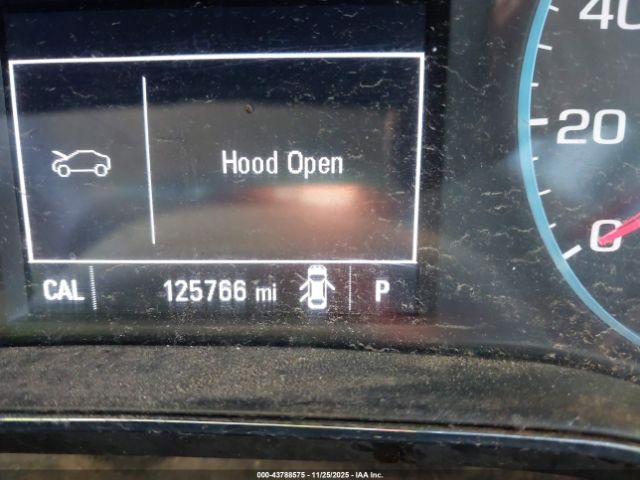 40
20
0
Hood Open
CAL 125766 mi P
000-43788575 - 11/25/2025 - IAA Inc.